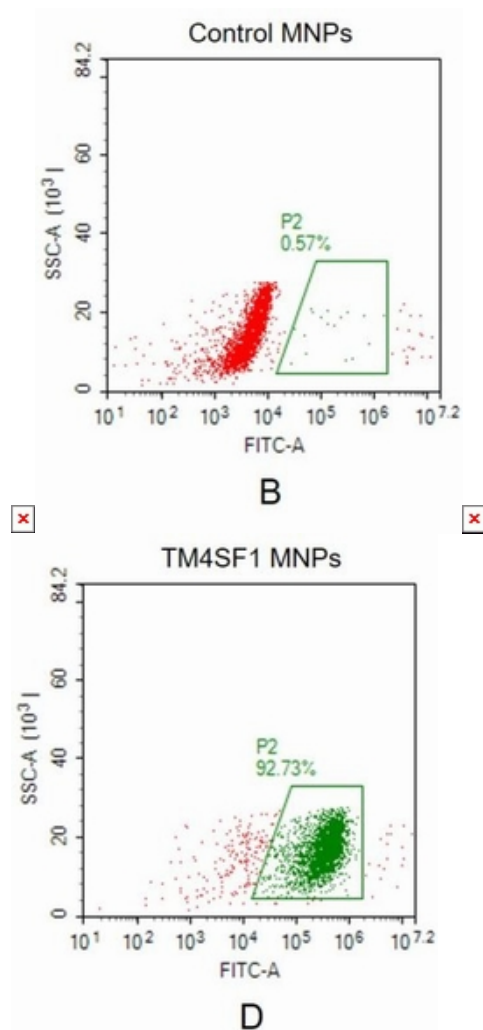 Control MNPs
84.2
60
40
20
0
SSC-A (10³)
P2
0.57%
10¹ 10² 10³ 10⁴ 10⁵ 10⁶ 10⁷·²
FITC-A
B
TM4SF1 MNPs
84.2
60
40
20
0
SSC-A (10³)
P2
92.73%
10¹ 10² 10³ 10⁴ 10⁵ 10⁶ 10⁷·²
FITC-A
D